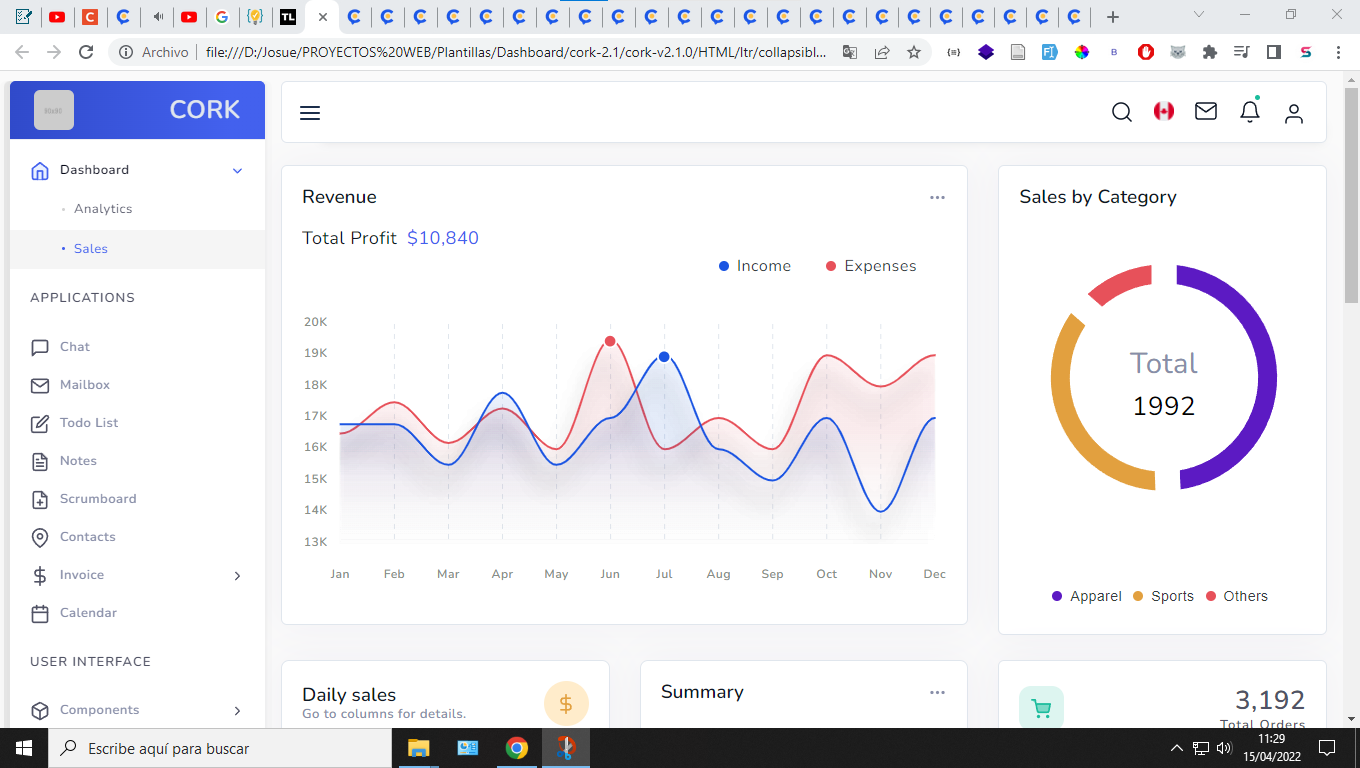 TL
Archivo
file:///D:/Josue/PROYECTOS%20WEB/Plantillas/Dashboard/cork-2.1/cork-v2.1.0/HTML/ltr/collapsibl...
CORK
Dashboard
Analytics
Sales
APPLICATIONS
Chat
Mailbox
Todo List
Notes
Scrumboard
Contacts
Invoice
Calendar
USER INTERFACE
Components
Revenue
Total Profit $10,840
Income
Expenses
20K
19K
18K
17K
16K
15K
14K
13K
Jan Feb Mar Apr May Jun Jul Aug Sep Oct Nov Dec
Sales by Category
Total
1992
Apparel Sports Others
Daily sales
Go to columns for details.
$
Summary
3,192
Total Orders
Escribe aquí para buscar
11:29
15/04/2022